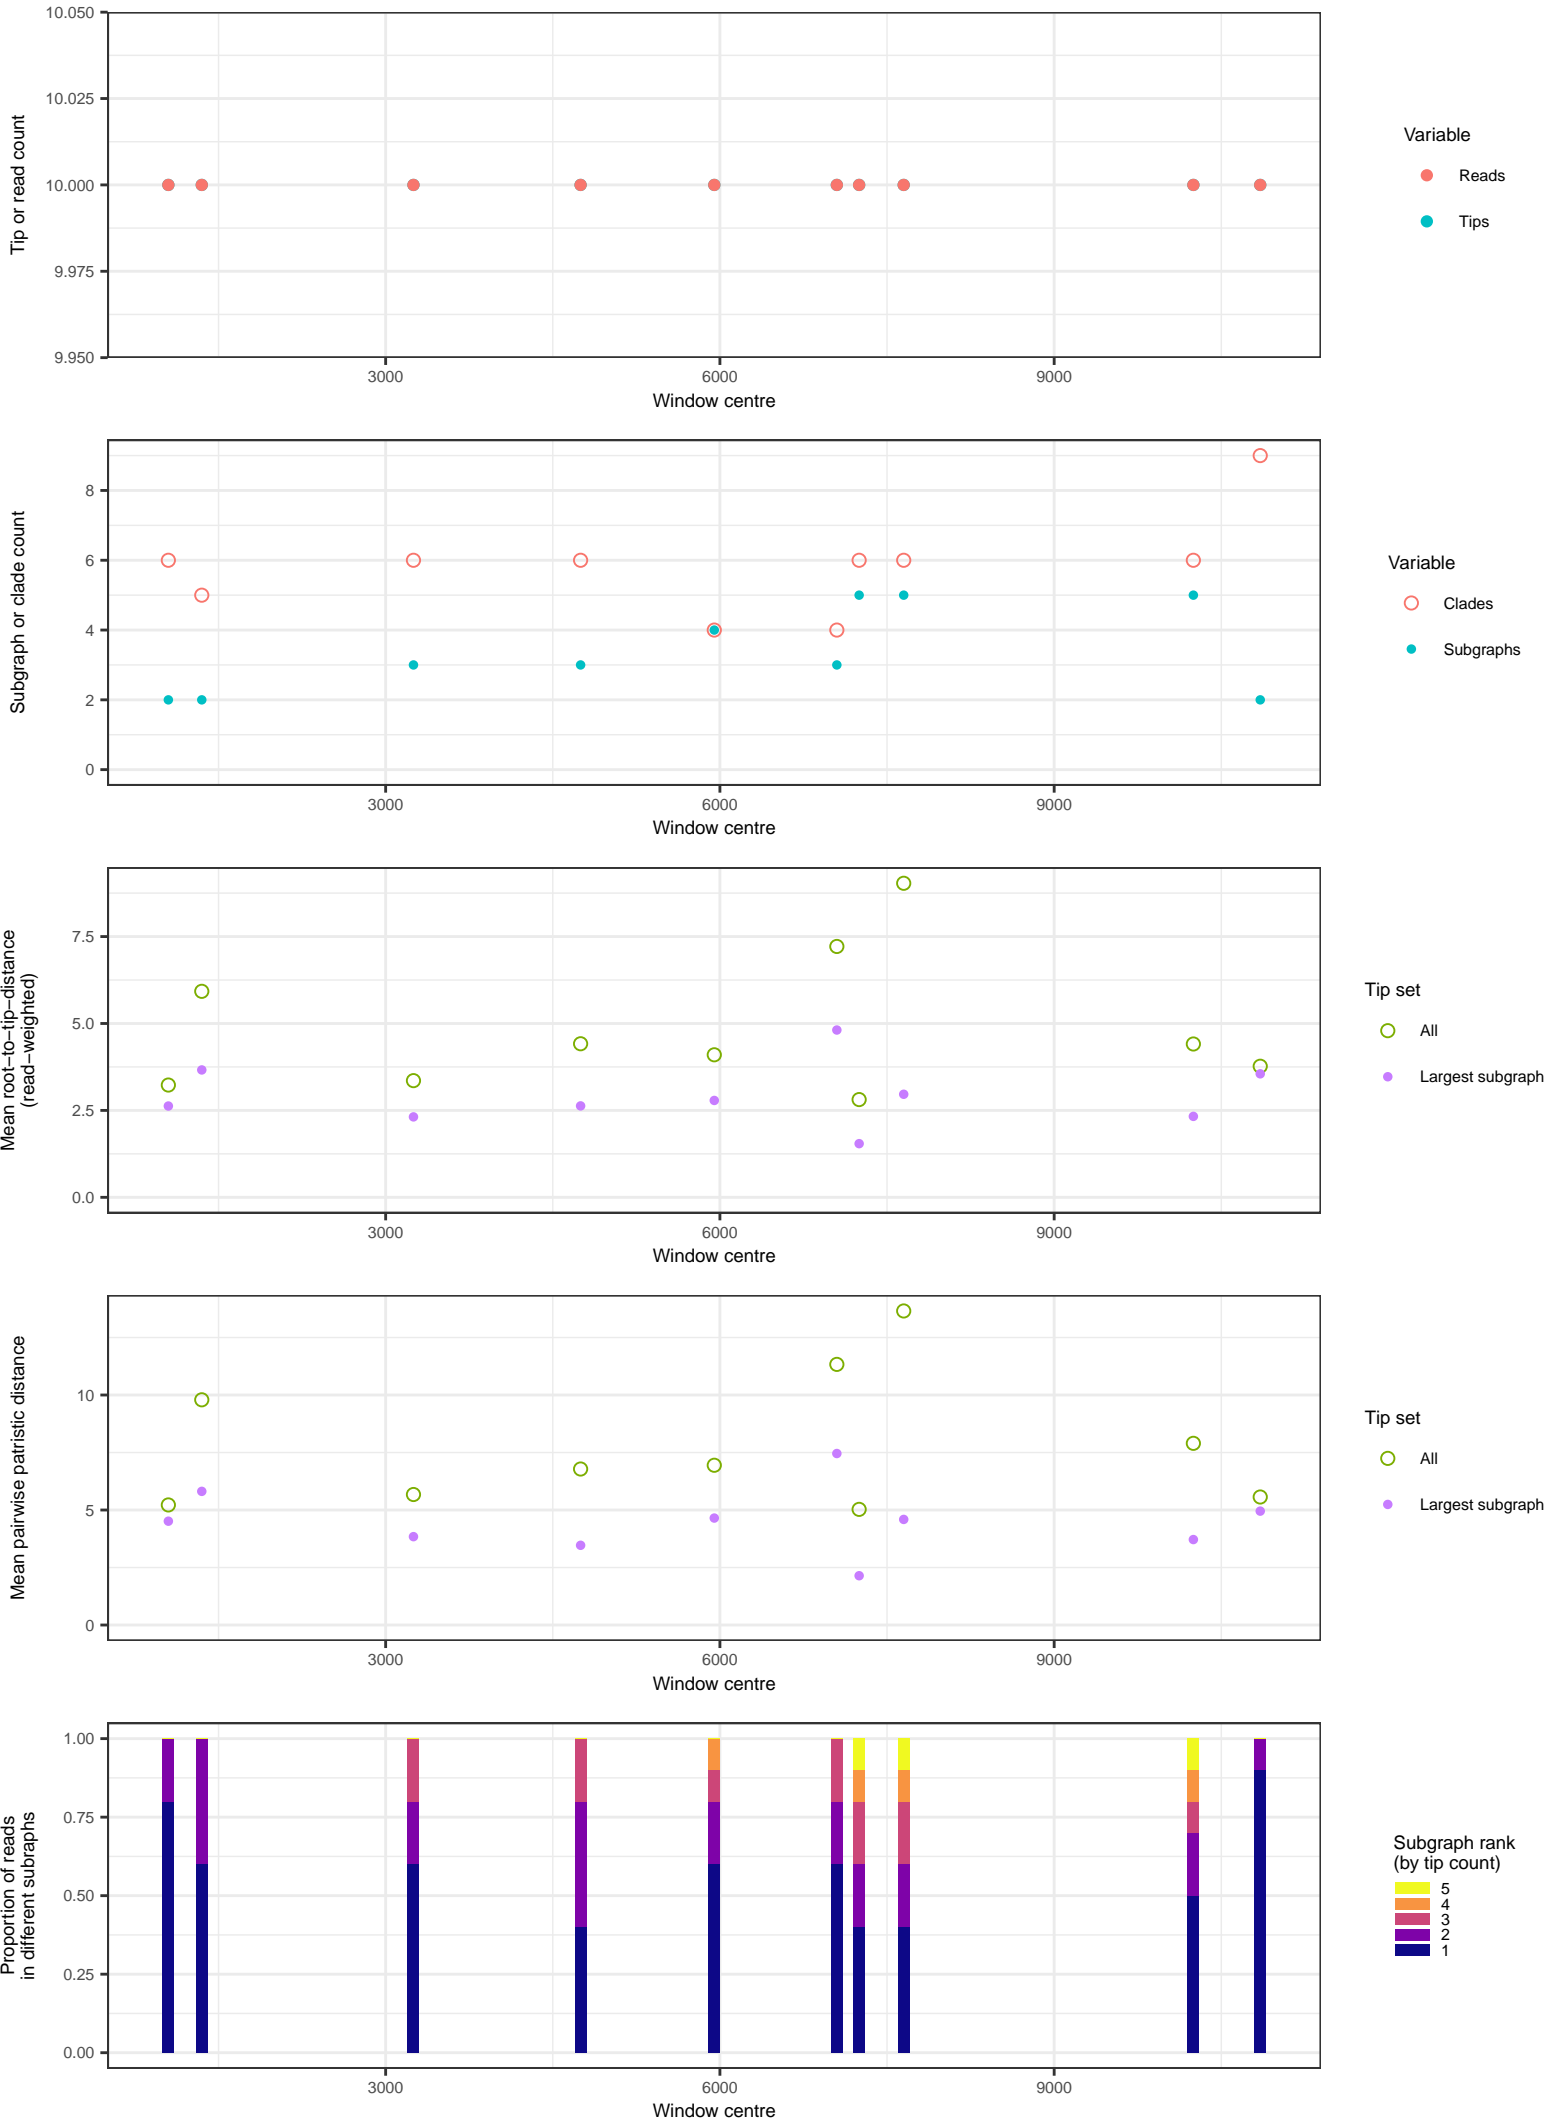 10.050
10.025
10.000
9.975
9.950
Tip or read count
3000
6000
9000
Window centre
Variable
Reads
Tips
8
6
4
2
0
Subgraph or clade count
3000
6000
9000
Window centre
Variable
Clades
Subgraphs
7.5
5.0
2.5
0.0
Mean root−to−tip−distance
(read−weighted)
3000
6000
9000
Window centre
Tip set
All
Largest subgraph
10
5
0
Mean pairwise patristic distance
3000
6000
9000
Window centre
Tip set
All
Largest subgraph
1.00
0.75
0.50
0.25
0.00
Proportion of reads
in different subraphs
3000
6000
9000
Window centre
Subgraph rank
(by tip count)
5
4
3
2
1